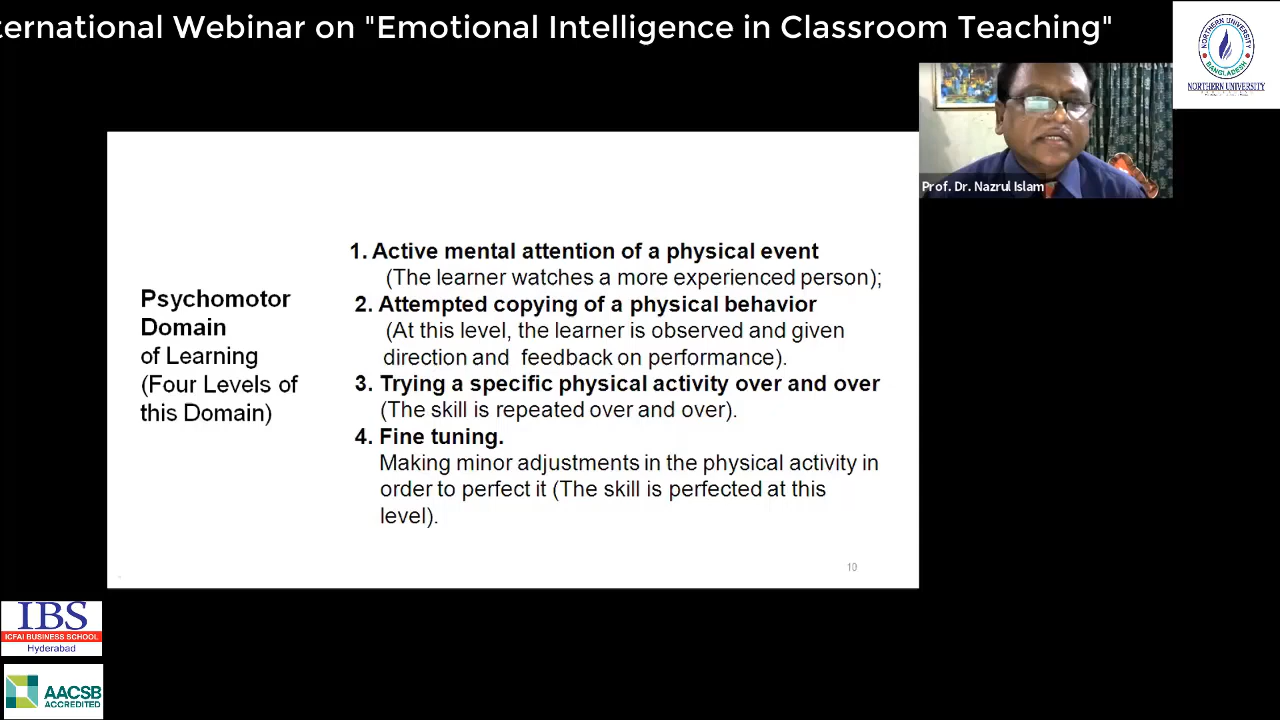 ternational Webinar on "Emotional Intelligence in Classroom Teaching"
NORTHERN UNIVERSITY
BANGLADESH
NORTHERN UNIVERSITY
Prof. Dr. Nazrul Islam
Psychomotor
Domain
of Learning
(Four Levels of
this Domain)
1. Active mental attention of a physical event
(The learner watches a more experienced person);
2. Attempted copying of a physical behavior
(At this level, the learner is observed and given
direction and feedback on performance).
3. Trying a specific physical activity over and over
(The skill is repeated over and over).
4. Fine tuning.
Making minor adjustments in the physical activity in
order to perfect it (The skill is perfected at this
level).
10
IBS
ICFAI BUSINESS SCHOOL
Hyderabad
AACSB
ACCREDITED